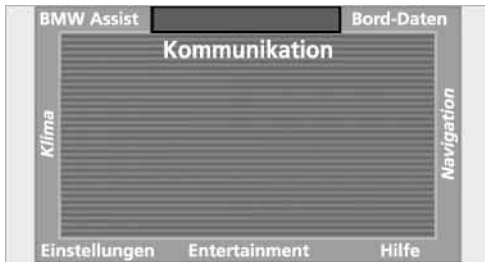 BMW Assist Bord-Daten
Kommunikation
Klima
Navigation
Einstellungen Entertainment Hilfe